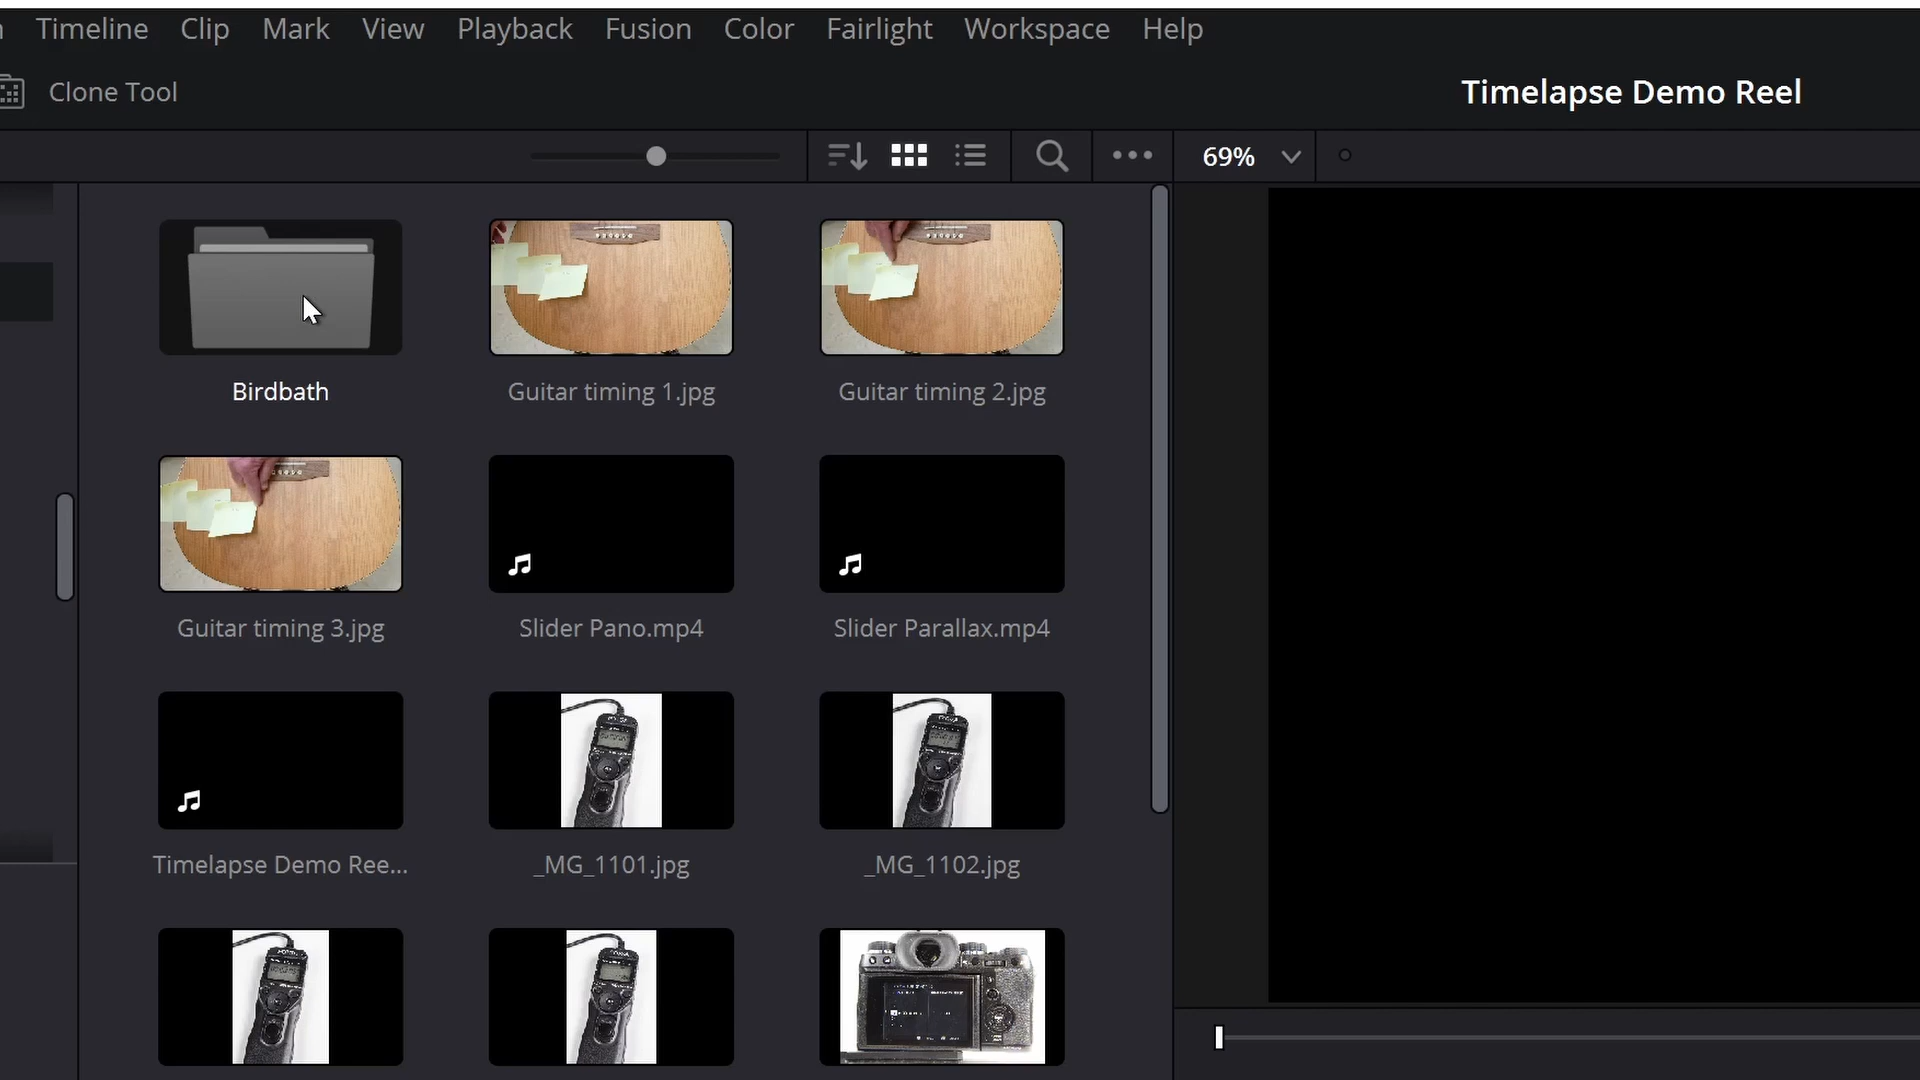 Timeline Clip Mark View Playback Fusion Color Fairlight Workspace Help
Clone Tool
Timelapse Demo Reel
69%
Birdbath
Guitar timing 1.jpg
Guitar timing 2.jpg
Guitar timing 3.jpg
Slider Pano.mp4
Slider Parallax.mp4
Timelapse Demo Ree...
_MG_1101.jpg
_MG_1102.jpg